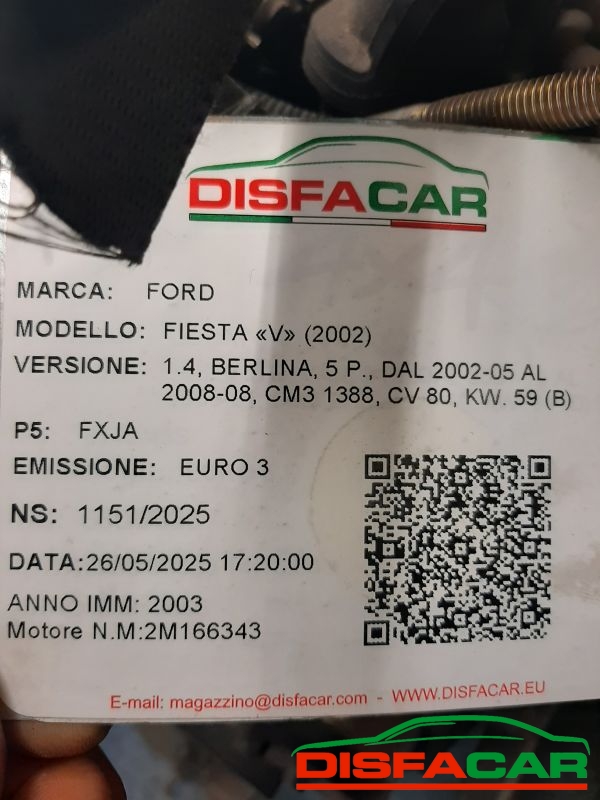 DISFACAR
MARCA: FORD
MODELLO: FIESTA «V» (2002)
VERSIONE: 1.4, BERLINA, 5 P., DAL 2002-05 AL
2008-08, CM3 1388, CV 80, KW. 59 (B)
P5: FXJA
EMISSIONE: EURO 3
NS: 1151/2025
DATA:26/05/2025 17:20:00
ANNO IMM: 2003
Motore N.M:2M166343
E-mail: magazzino@disfacar.com - WWW.DISFACAR.EU
DISFACAR